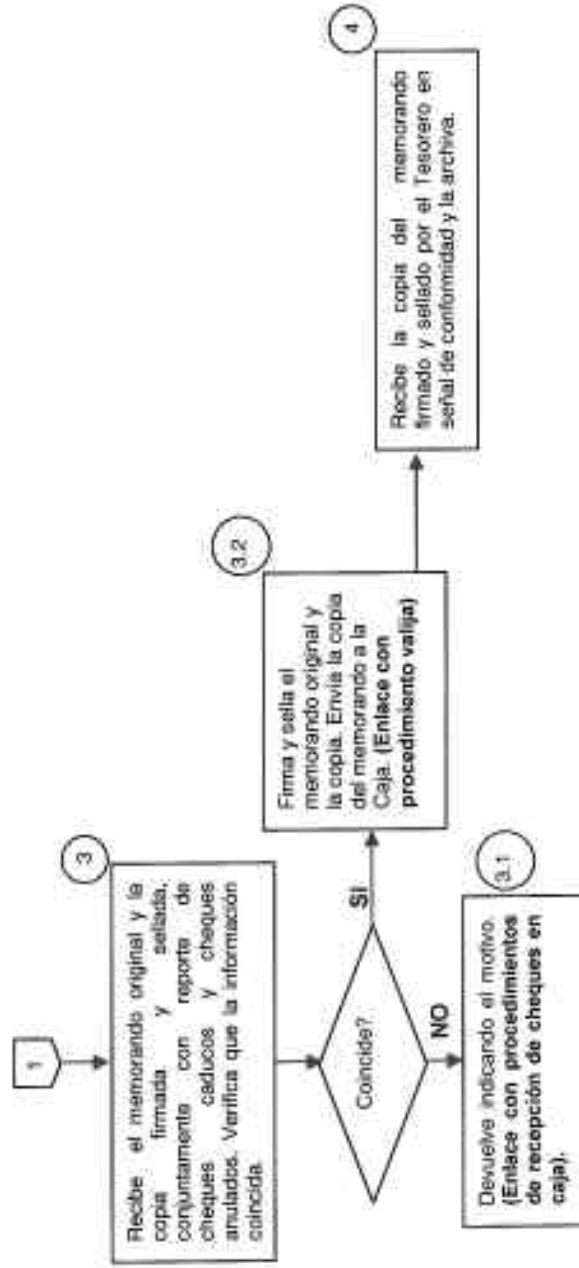 1
3
Recibe el memorando original y la
copia firmada y sellada,
conjuntamente con reporte de
cheques caducos y cheques
anulados. Verifica que la información
coincida.
Coincide?
SI
NO
3.1
Devuelve indicando el motivo.
(Enlace con procedimientos
de recepción de cheques en
caja).
3.2
Firma y sella el
memorando original y
la copia. Envía la copia
del memorando a la
Caja. (Enlace con
procedimiento valija)
4
Recibe la copia del memorando
firmado y sellado por el Tesorero en
señal de conformidad y la archiva.